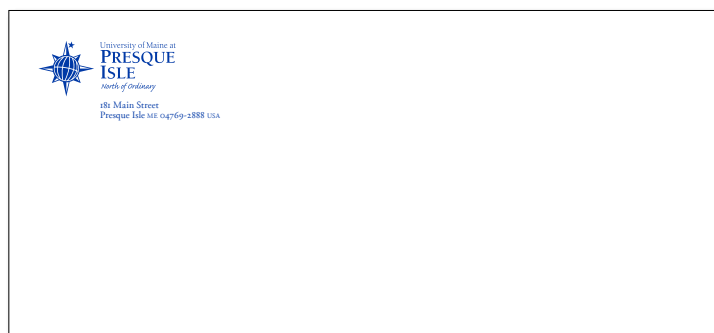 University of Maine at
PRESQUE
ISLE
North of Ordinary
181 Main Street
Presque Isle ME 04769-2888 USA